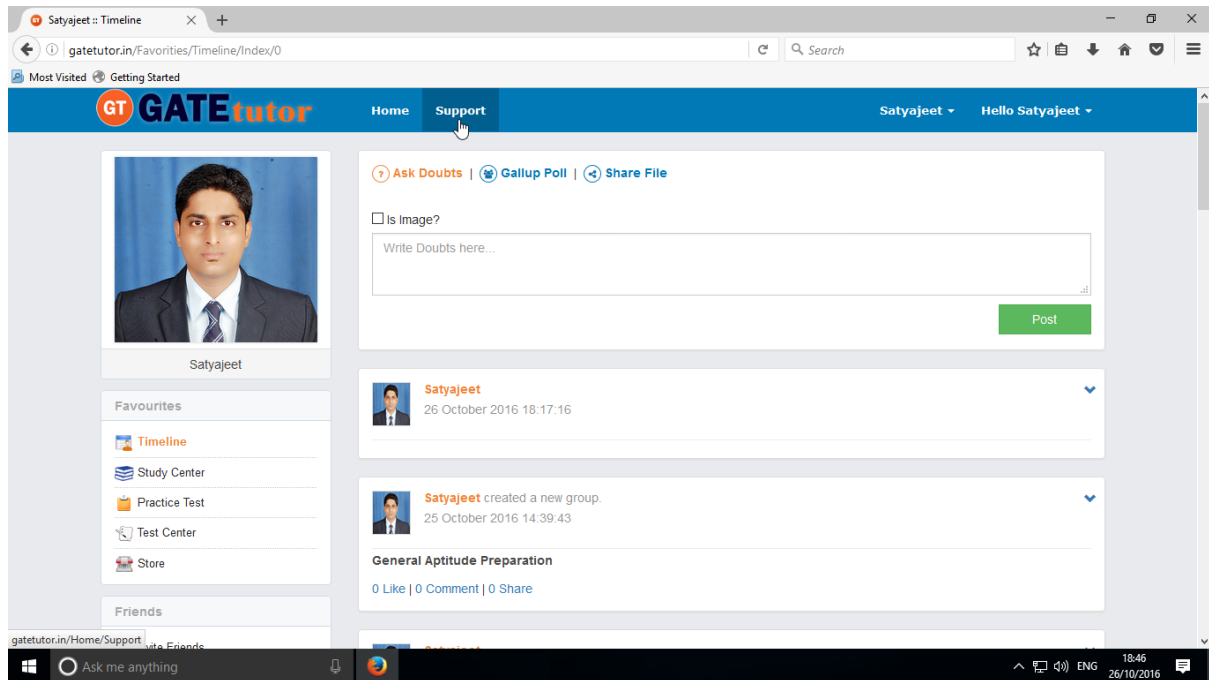 Satyajeet :: Timeline
gatetutor.in/Favorities/Timeline/Index/0
Search
Most Visited Getting Started
GT GATEtutor Home Support Satyajeet Hello Satyajeet
? Ask Doubts | Gallup Poll | Share File
Is Image?
Write Doubts here...
Post
Satyajeet
Favourites
Timeline
Study Center
Practice Test
Test Center
Store
Friends
Satyajeet
26 October 2016 18:17:16
Satyajeet created a new group.
25 October 2016 14:39:43
General Aptitude Preparation
0 Like | 0 Comment | 0 Share
gatetutor.in/Home/Support
Friends
Satyajeet
Ask me anything
ENG
18:46
26/10/2016